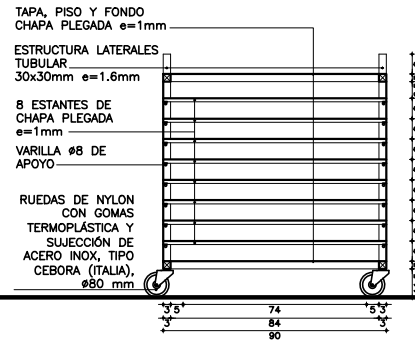 TAPA, PISO Y FONDO
CHAPA PLEGADA e=1mm
ESTRUCTURA LATERALES
TUBULAR
30x30mm e=1.6mm
8 ESTANTES DE
CHAPA PLEGADA
e=1mm
VARILLA ø8 DE
APOYO
RUEDAS DE NYLON
CON GOMAS
TERMOPLÁSTICA Y
SUJECCIÓN DE
ACERO INOX, TIPO
CEBORA (ITALIA),
ø80 mm
3 5 74 5 3
3 84 3
90